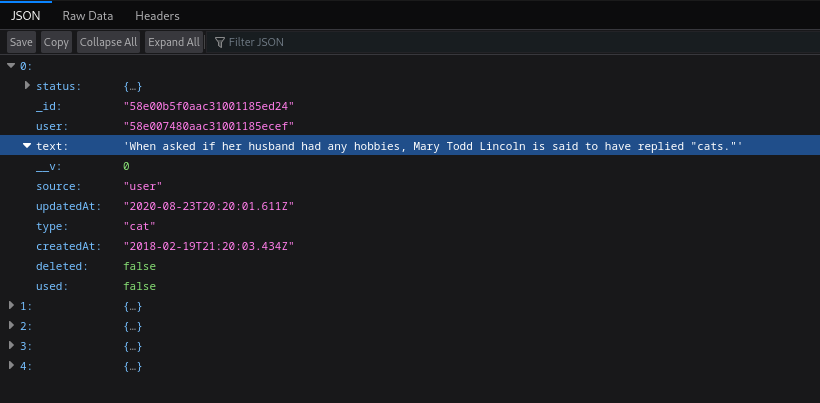 JSON Raw Data Headers
Save Copy Collapse All Expand All Filter JSON
0:
status: {…}
_id: "58e00b5f0aac31001185ed24"
user: "58e007480aac31001185ecef"
text: 'When asked if her husband had any hobbies, Mary Todd Lincoln is said to have replied "cats."'
__v: 0
source: "user"
updatedAt: "2020-08-23T20:20:01.611Z"
type: "cat"
createdAt: "2018-02-19T21:20:03.434Z"
deleted: false
used: false
1: {…}
2: {…}
3: {…}
4: {…}